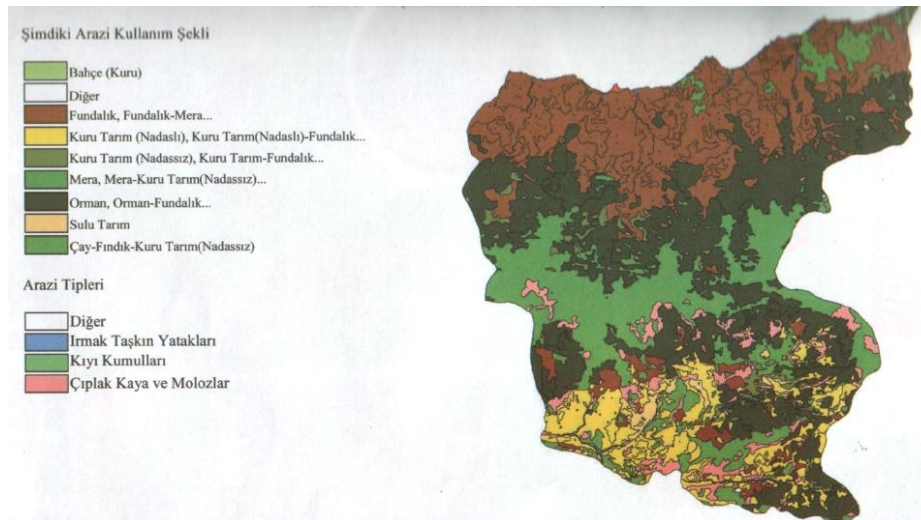 Şimdiki Arazi Kullanım Şekli
Bahçe (Kuru)
Diğer
Fundalık, Fundalık-Mera...
Kuru Tarım (Nadaslı), Kuru Tarım(Nadaslı)-Fundalık...
Kuru Tarım (Nadassız), Kuru Tarım-Fundalık...
Mera, Mera-Kuru Tarım(Nadassız)...
Orman, Orman-Fundalık...
Sulu Tarım
Çay-Fındık-Kuru Tarım(Nadassız)
Arazi Tipleri
Diğer
Irmak Taşkın Yatakları
Kıyı Kumulları
Çıplak Kaya ve Molozlar